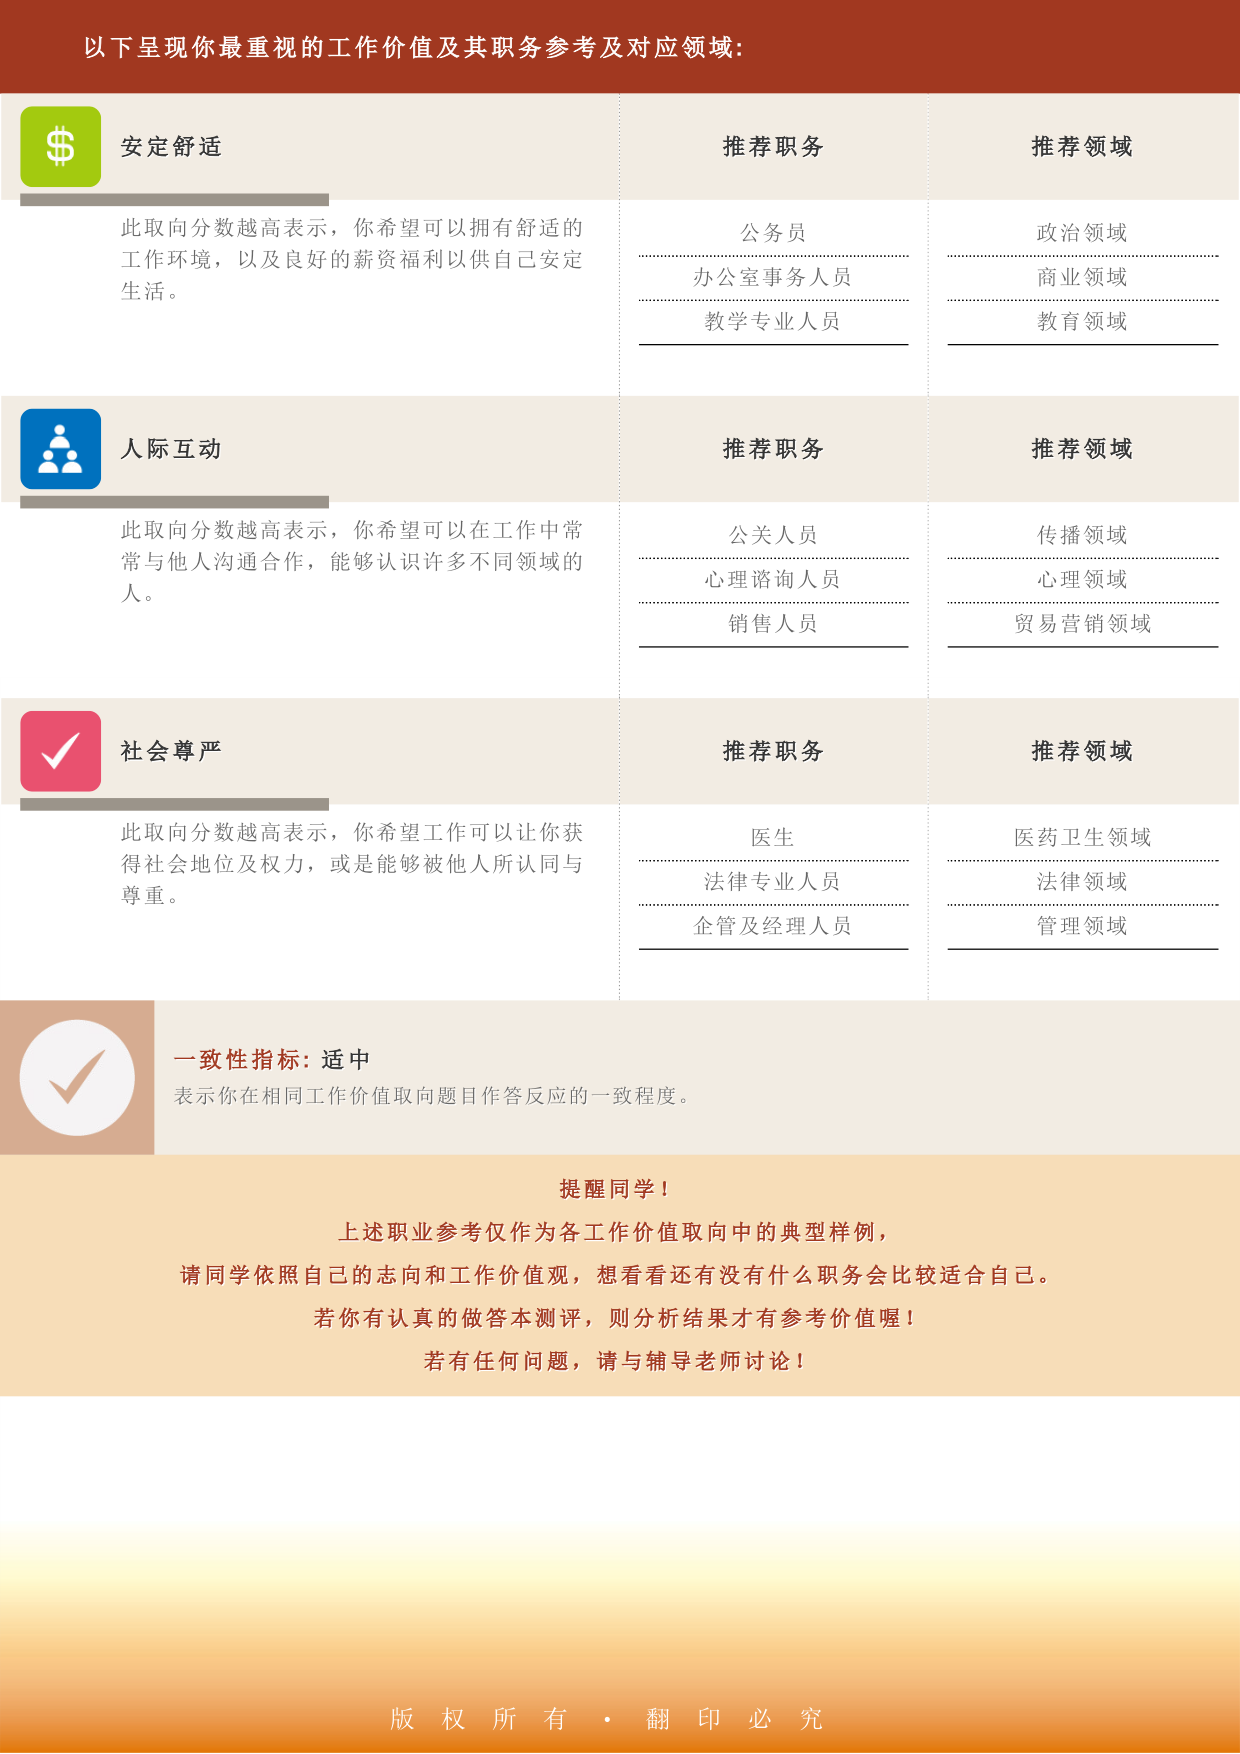 以下呈现你最重视的工作价值及其职务参考及对应领域:
安定舒适
推荐职务
推荐领域
此取向分数越高表示，你希望可以拥有舒适的
工作环境，以及良好的薪资福利以供自己安定
生活。
公务员
政治领域
办公室事务人员
商业领域
教学专业人员
教育领域
人际互动
推荐职务
推荐领域
此取向分数越高表示，你希望可以在工作中常
常与他人沟通合作，能够认识许多不同领域的
人。
公关人员
传播领域
心理谘询人员
心理领域
销售人员
贸易营销领域
社会尊严
推荐职务
推荐领域
此取向分数越高表示，你希望工作可以让你获
得社会地位及权力，或是能够被他人所认同与
尊重。
医生
医药卫生领域
法律专业人员
法律领域
企管及经理人员
管理领域
一致性指标: 适中
表示你在相同工作价值取向题目作答反应的一致程度。
提醒同学！
上述职业参考仅作为各工作价值取向中的典型样例，
请同学依照自己的志向和工作价值观，想看看还有没有什么职务会比较适合自己。
若你有认真的做答本测评，则分析结果才有参考价值喔！
若有任何问题，请与辅导老师讨论！
版权所有・翻印必究